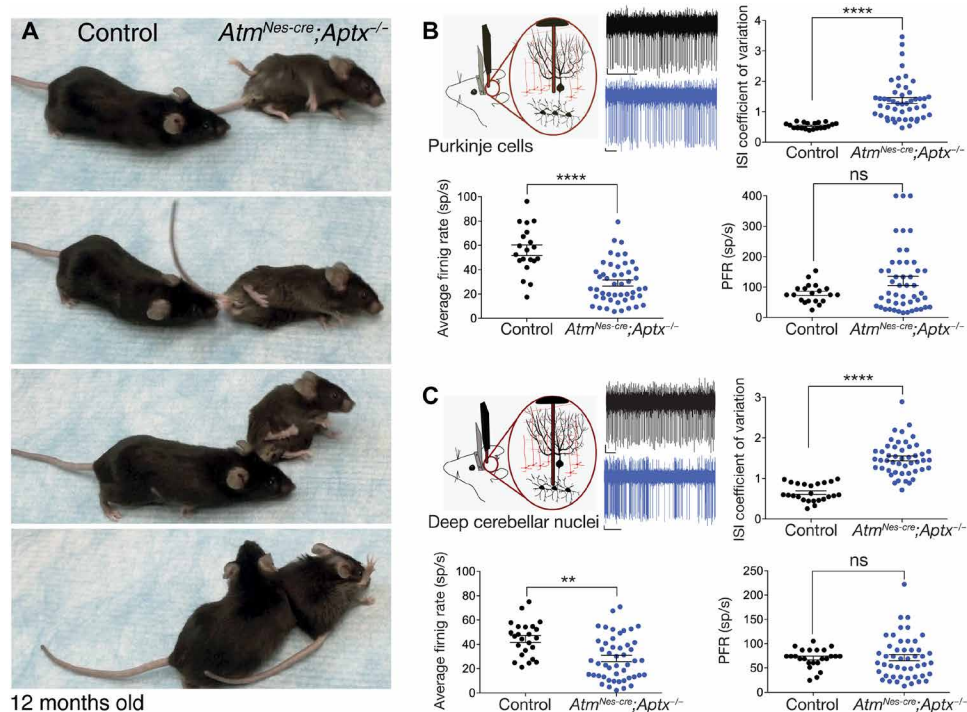 A
Control
Atm^Nes-cre;Aptx^−/−
12 months old
B
Purkinje cells
ISI coefficient of variation
4
3
2
1
0
****
Control
Atm^Nes-cre;Aptx^−/−
Average firnig rate (sp/s)
100
80
60
40
20
0
****
Control
Atm^Nes-cre;Aptx^−/−
PFR (sp/s)
400
300
200
100
0
ns
Control
Atm^Nes-cre;Aptx^−/−
C
Deep cerebellar nuclei
ISI coefficient of variation
3
2
1
0
****
Control
Atm^Nes-cre;Aptx^−/−
Average firnig rate (sp/s)
100
80
60
40
20
0
**
Control
Atm^Nes-cre;Aptx^−/−
PFR (sp/s)
250
200
150
100
50
0
ns
Control
Atm^Nes-cre;Aptx^−/−